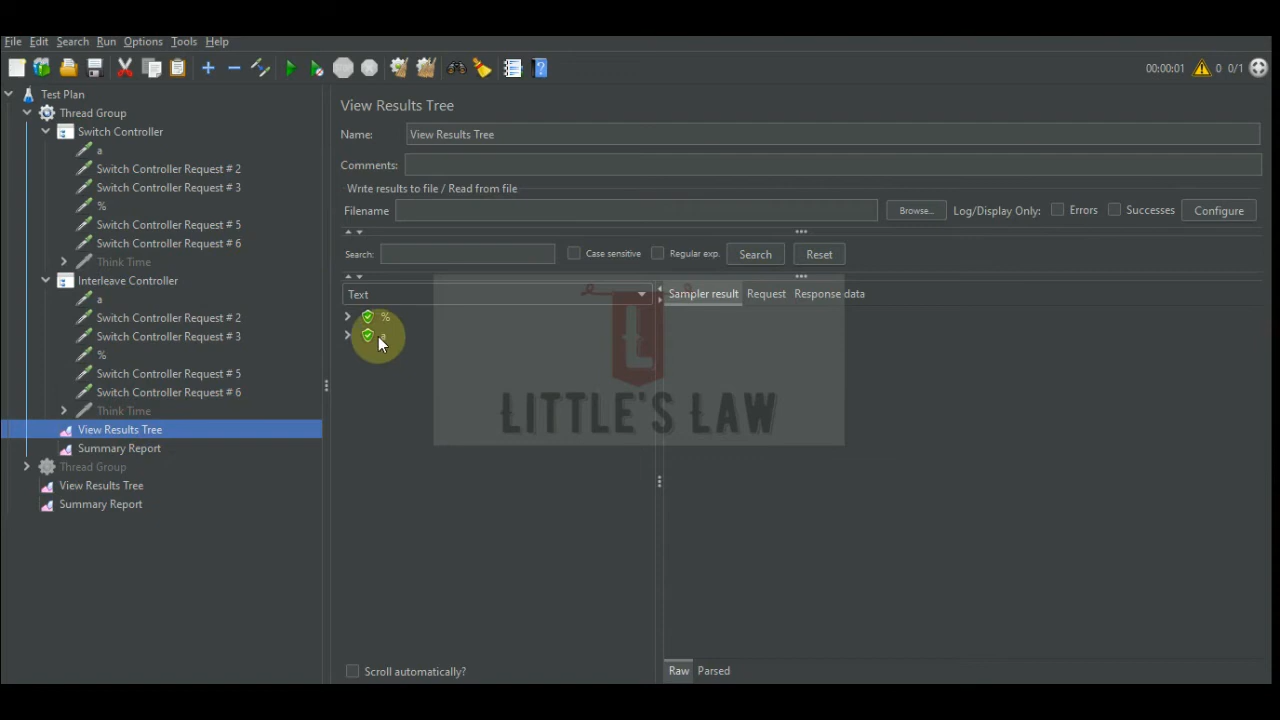 File Edit Search Run Options Tools Help
00:00:01 0 0/1
Test Plan
Thread Group
Switch Controller
a
Switch Controller Request # 2
Switch Controller Request # 3
%
Switch Controller Request # 5
Switch Controller Request # 6
Think Time
Interleave Controller
a
Switch Controller Request # 2
Switch Controller Request # 3
%
Switch Controller Request # 5
Switch Controller Request # 6
Think Time
View Results Tree
Summary Report
Thread Group
View Results Tree
Summary Report
View Results Tree
Name: View Results Tree
Comments:
Write results to file / Read from file
Filename Browse... Log/Display Only: Errors Successes Configure
Search: Case sensitive Regular exp. Search Reset
Text
%
a
Sampler result Request Response data
L
LITTLE'S LAW
Scroll automatically?
Raw Parsed